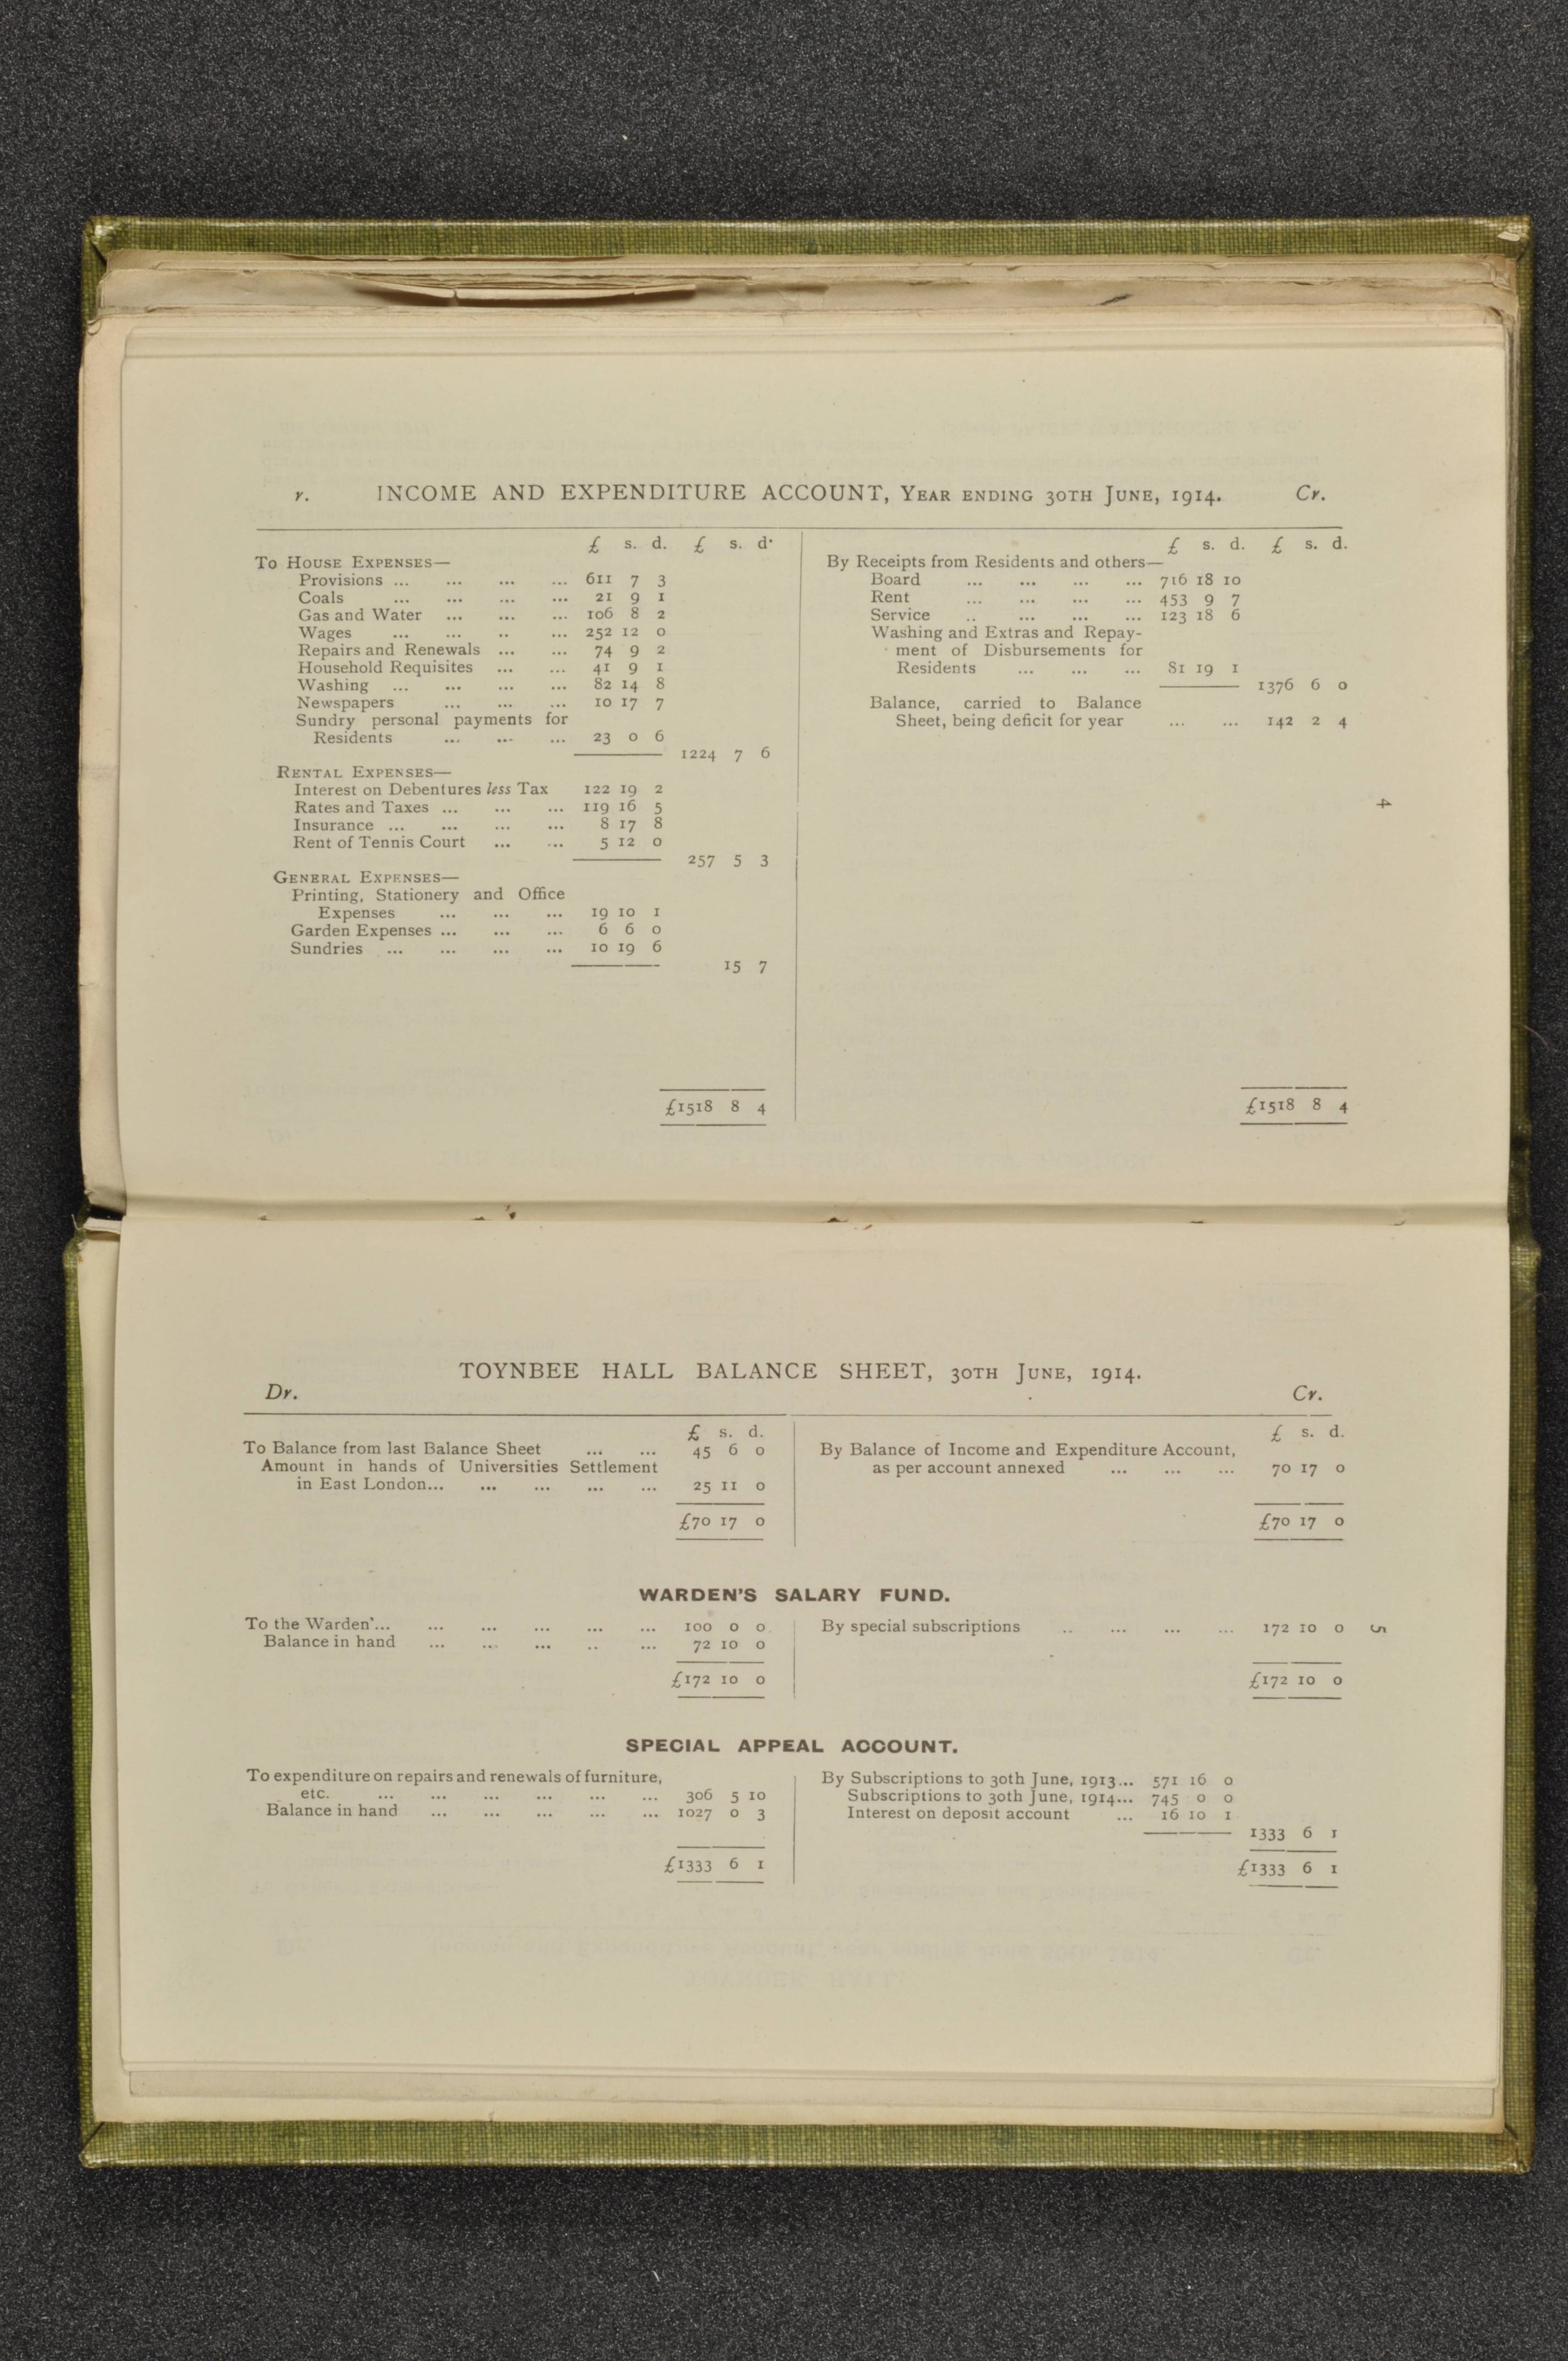 r. INCOME AND EXPENDITURE ACCOUNT, YEAR ENDING 30TH JUNE, 1914. Cr.
£ s. d. £ s. d.
To HOUSE EXPENSES—
Provisions ... ... ... ... 611 7 3
Coals ... ... ... ... 21 9 1
Gas and Water ... ... ... 106 8 2
Wages ... ... .. ... 252 12 0
Repairs and Renewals ... ... 74 9 2
Household Requisites ... ... 41 9 1
Washing ... ... ... ... 82 14 8
Newspapers ... ... ... 10 17 7
Sundry personal payments for
Residents ... ... ... 23 0 6
1224 7 6
RENTAL EXPENSES—
Interest on Debentures less Tax 122 19 2
Rates and Taxes ... ... ... 119 16 5
Insurance ... ... ... ... 8 17 8
Rent of Tennis Court ... ... 5 12 0
257 5 3
GENERAL EXPENSES—
Printing, Stationery and Office
Expenses ... ... ... 19 10 1
Garden Expenses ... ... ... 6 6 0
Sundries ... ... ... ... 10 19 6
15 7
£1518 8 4
£ s. d. £ s. d.
By Receipts from Residents and others—
Board ... ... ... ... 716 18 10
Rent ... ... ... ... 453 9 7
Service .. ... ... ... 123 18 6
Washing and Extras and Repay-
ment of Disbursements for
Residents ... ... ... 81 19 1
1376 6 0
Balance, carried to Balance
Sheet, being deficit for year ... ... 142 2 4
£1518 8 4
4
TOYNBEE HALL BALANCE SHEET, 30TH JUNE, 1914.
Dr. Cr.
£ s. d.
To Balance from last Balance Sheet ... ... 45 6 0
Amount in hands of Universities Settlement
in East London... ... ... ... ... 25 11 0
£70 17 0
£ s. d.
By Balance of Income and Expenditure Account,
as per account annexed ... ... ... 70 17 0
£70 17 0
WARDEN'S SALARY FUND.
To the Warden'... ... ... ... ... ... 100 0 0
Balance in hand ... ... ... .. ... 72 10 0
£172 10 0
By special subscriptions .. ... ... ... 172 10 0
£172 10 0
5
SPECIAL APPEAL ACCOUNT.
To expenditure on repairs and renewals of furniture,
etc. ... ... ... ... ... ... 306 5 10
Balance in hand ... ... ... ... ... 1027 0 3
£1333 6 1
By Subscriptions to 30th June, 1913... 571 16 0
Subscriptions to 30th June, 1914... 745 0 0
Interest on deposit account ... 16 10 1
1333 6 1
£1333 6 1